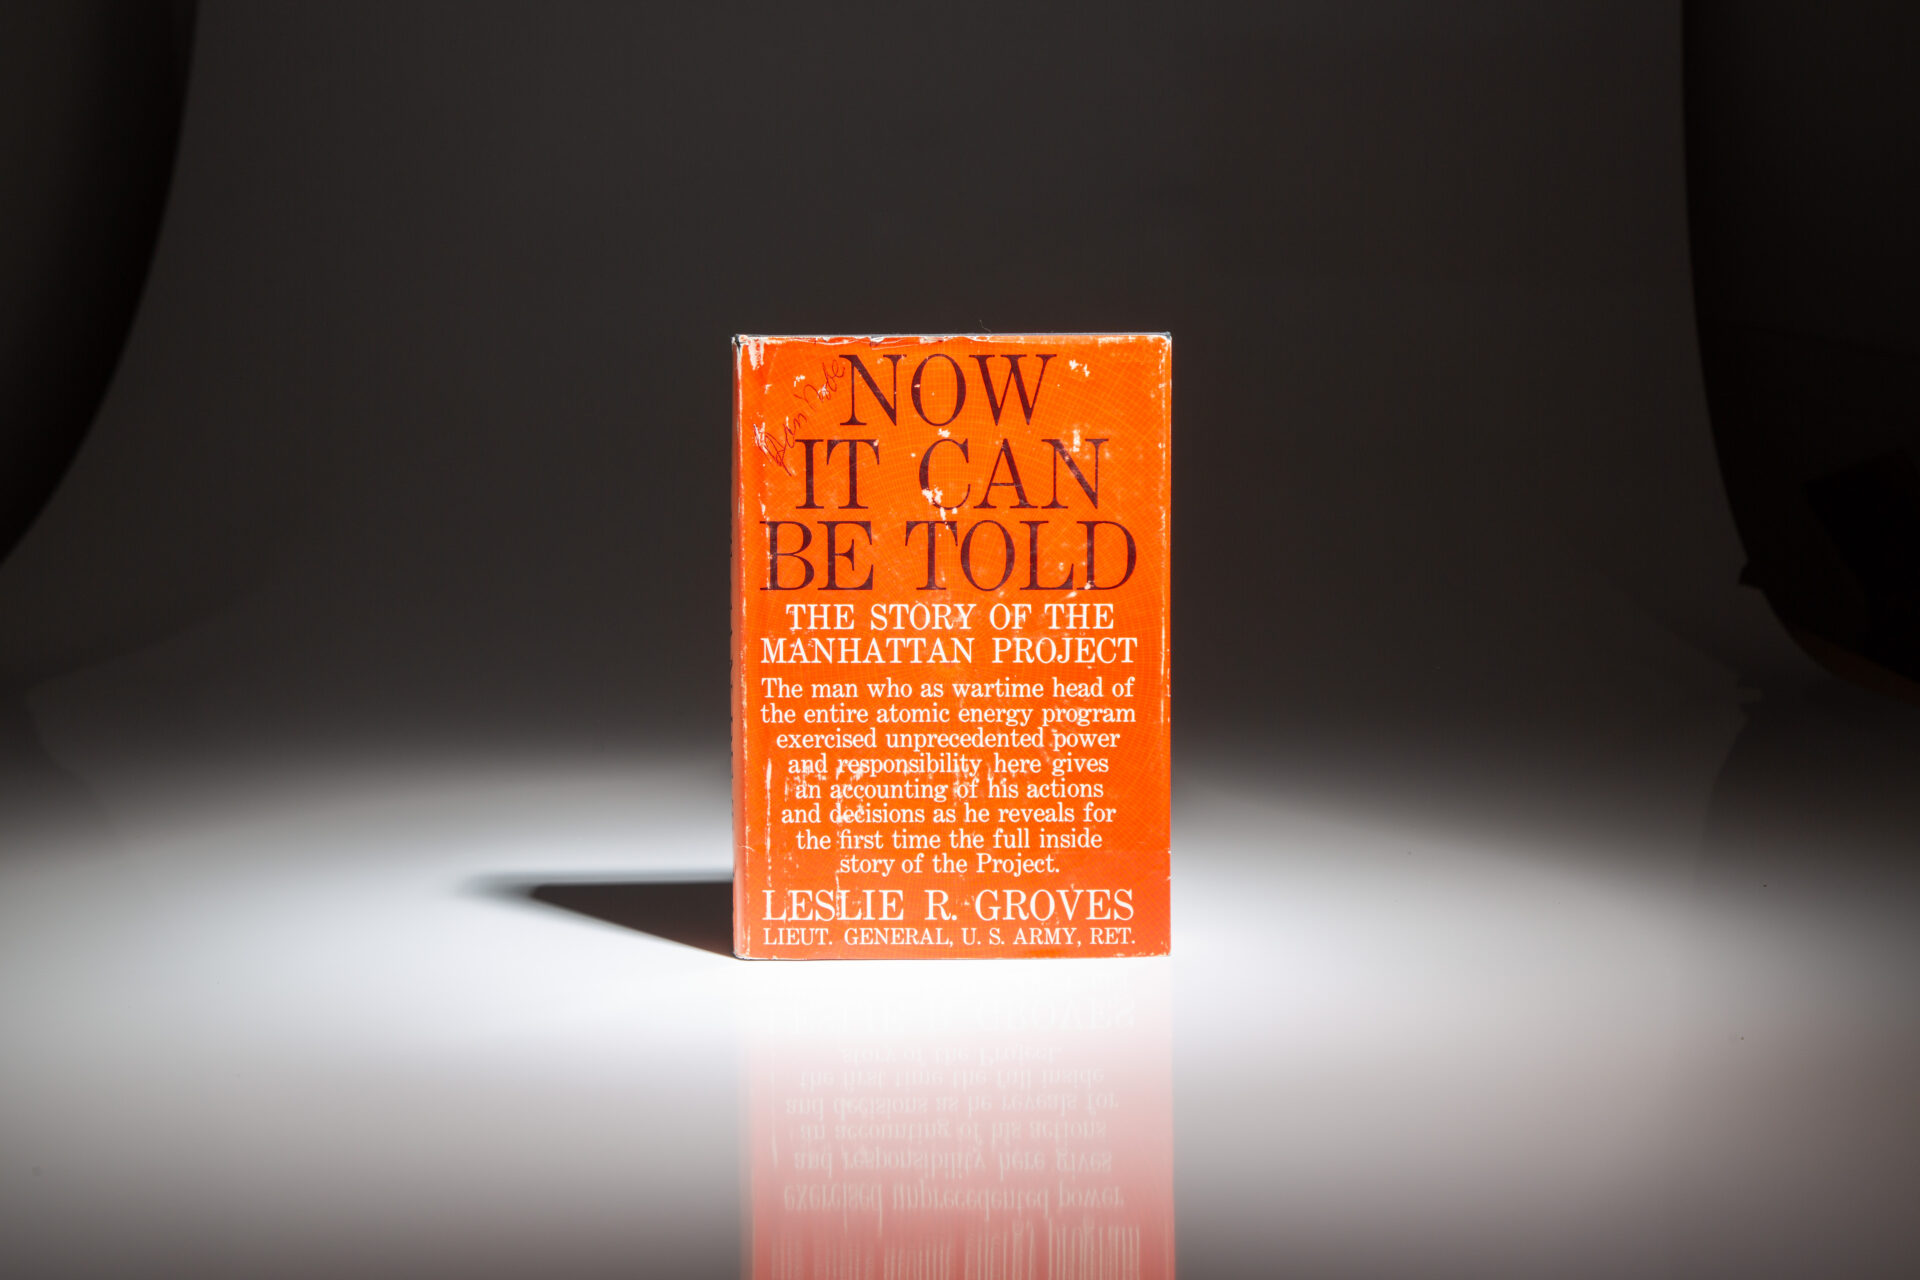 NOW
IT CAN
BE TOLD
THE STORY OF THE
MANHATTAN PROJECT
The man who as wartime head of
the entire atomic energy program
exercised unprecedented power
and responsibility here gives
an accounting of his actions
and decisions as he reveals for
the first time the full inside
story of the Project.
LESLIE R. GROVES
LIEUT. GENERAL, U. S. ARMY, RET.